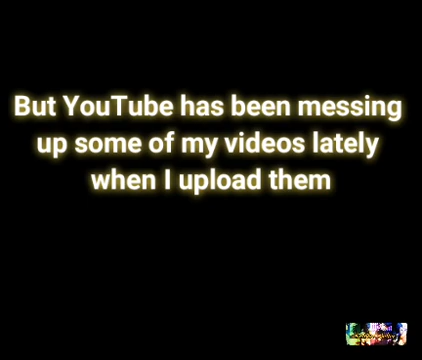 But YouTube has been messing
up some of my videos lately
when I upload them